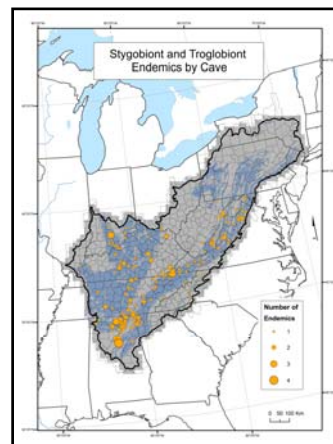 Stygobiont and Troglobiont
Endemics by Cave
Number of
Endemics
1
2
3
4
0 50 100 Km